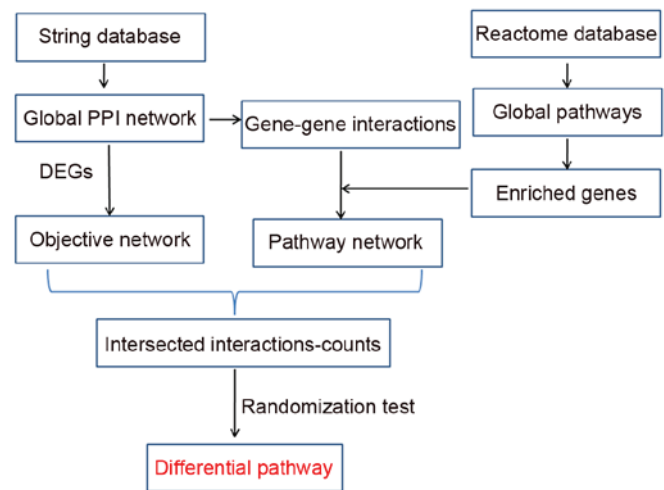 String database
Reactome database
Global PPI network
Gene-gene interactions
Global pathways
DEGs
Enriched genes
Objective network
Pathway network
Intersected interactions-counts
Randomization test
Differential pathway